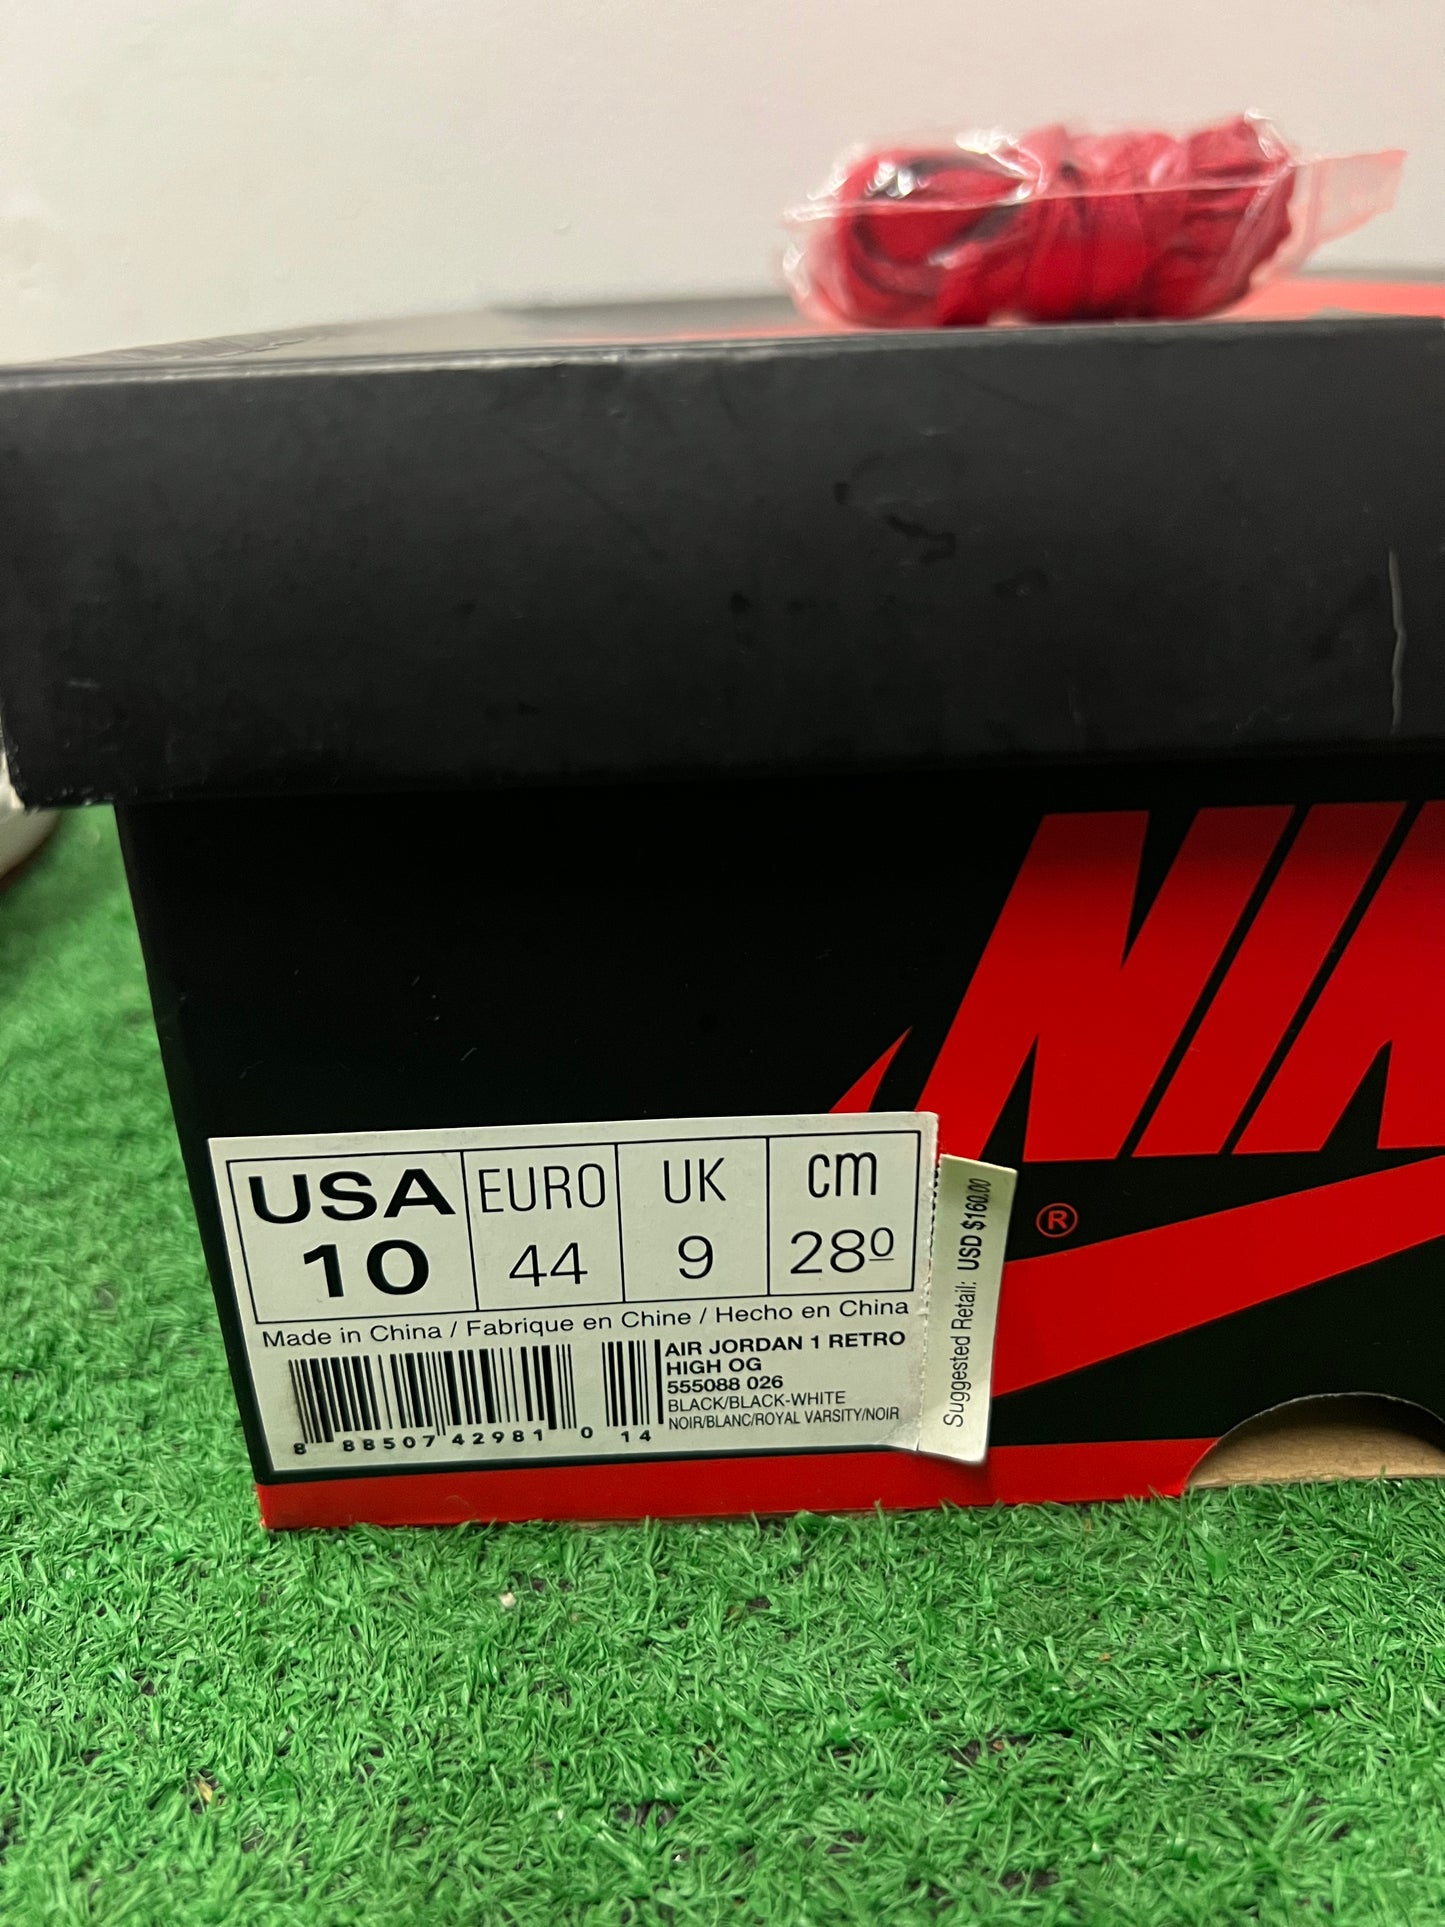 NIK
®
USA EURO UK cm
10 44 9 28 0
Made in China / Fabrique en Chine / Hecho en China
AIR JORDAN 1 RETRO
HIGH OG
555088 026
BLACK/BLACK-WHITE
NOIR/BLANC/ROYAL VARSITY/NOIR
8 88507 42981 0 14
Suggested Retail: USD $160.00